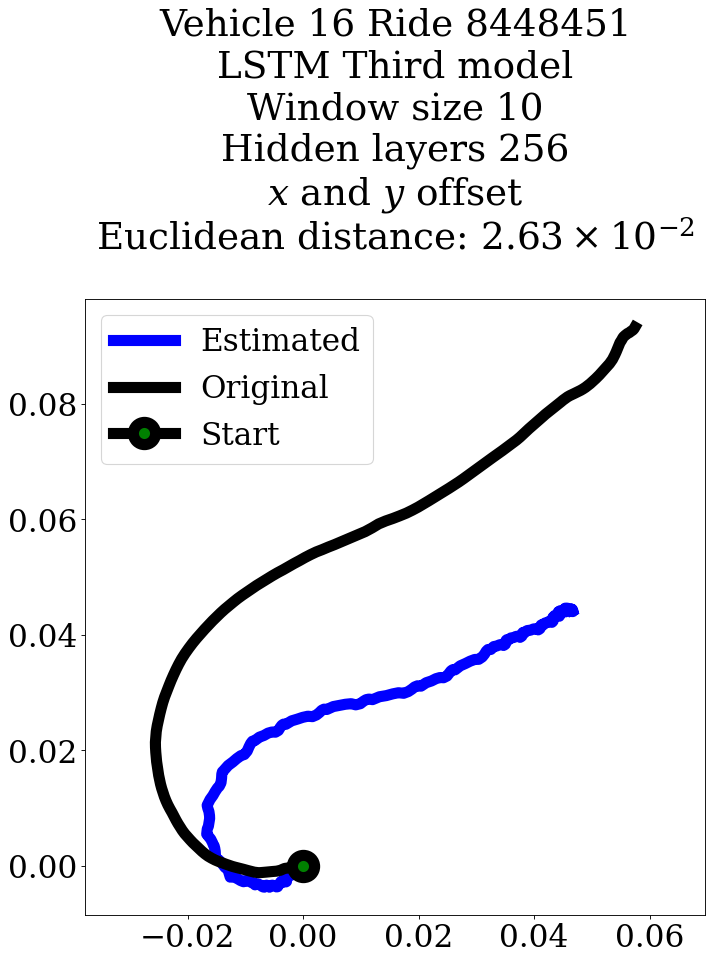 Vehicle 16 Ride 8448451
LSTM Third model
Window size 10
Hidden layers 256
x and y offset
Euclidean distance: 2.63 × 10⁻²
Estimated
Original
Start
0.08
0.06
0.04
0.02
0.00
−0.02 0.00 0.02 0.04 0.06